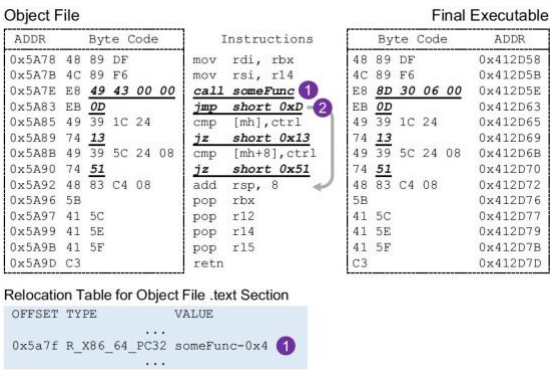 Object File Final Executable
ADDR Byte Code Instructions Byte Code ADDR
0x5A78 48 89 DF mov rdi, rbx 48 89 DF 0x412D58
0x5A7B 4C 89 F6 mov rsi, r14 4C 89 F6 0x412D5B
0x5A7E E8 49 43 00 00 call someFunc 1 E8 8D 30 06 00 0x412D5E
0x5A83 EB 0D jmp short 0xD 2 EB 0D 0x412D63
0x5A85 49 39 1C 24 cmp [mh],ctrl 49 39 1C 24 0x412D65
0x5A89 74 13 jz short 0x13 74 13 0x412D69
0x5A8B 49 39 5C 24 08 cmp [mh+8],ctrl 49 39 5C 24 08 0x412D6B
0x5A90 74 51 jz short 0x51 74 51 0x412D70
0x5A92 48 83 C4 08 add rsp, 8 48 83 C4 08 0x412D72
0x5A96 5B pop rbx 5B 0x412D76
0x5A97 41 5C pop r12 41 5C 0x412D77
0x5A99 41 5E pop r14 41 5E 0x412D79
0x5A9B 41 5F pop r15 41 5F 0x412D7B
0x5A9D C3 retn C3 0x412D7D
Relocation Table for Object File .text Section
OFFSET TYPE VALUE
...
0x5a7f R_X86_64_PC32 someFunc-0x4 1
...